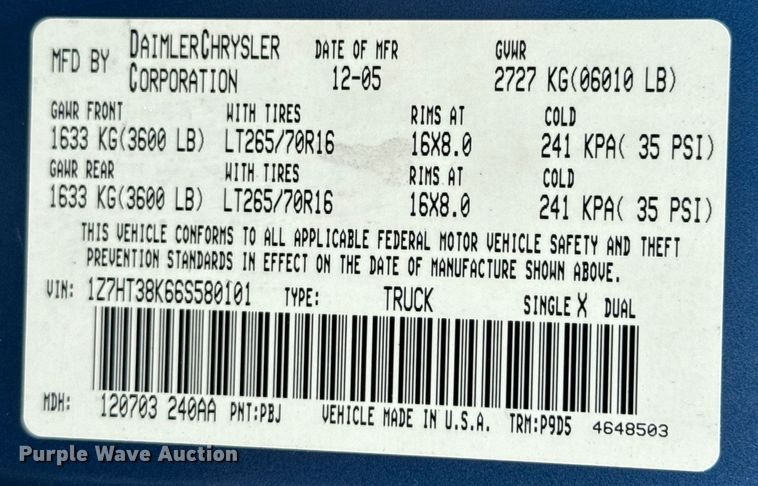 MFD BY DAIMLERCHRYSLER CORPORATION DATE OF MFR 12-05 GVWR 2727 KG(06010 LB)
GAWR FRONT WITH TIRES RIMS AT COLD
1633 KG(3600 LB) LT265/70R16 16X8.0 241 KPA( 35 PSI)
GAWR REAR WITH TIRES RIMS AT COLD
1633 KG(3600 LB) LT265/70R16 16X8.0 241 KPA( 35 PSI)
THIS VEHICLE CONFORMS TO ALL APPLICABLE FEDERAL MOTOR VEHICLE SAFETY AND THEFT
PREVENTION STANDARDS IN EFFECT ON THE DATE OF MANUFACTURE SHOWN ABOVE.
VIN: 1Z7HT38K66S580101 TYPE: TRUCK SINGLE X DUAL
MDH: 120703 240AA PNT:PBJ VEHICLE MADE IN U.S.A. TRM:P9D5 4648503
Purple Wave Auction